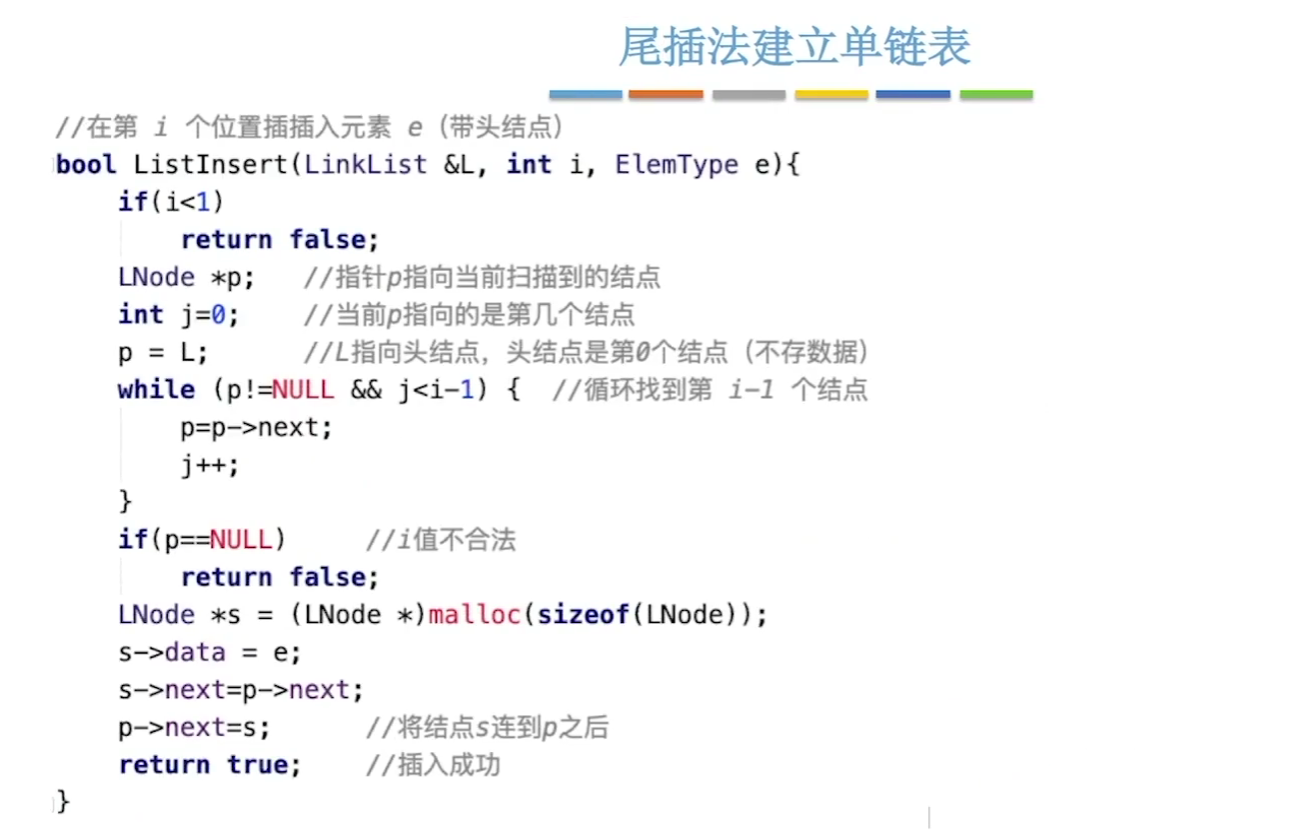 尾插法建立单链表
//在第 i 个位置插插入元素 e（带头结点）
bool ListInsert(LinkList &L, int i, ElemType e){
    if(i<1)
        return false;
    LNode *p;   //指针p指向当前扫描到的结点
    int j=0;    //当前p指向的是第几个结点
    p = L;      //L指向头结点，头结点是第0个结点（不存数据）
    while (p!=NULL && j<i-1) {  //循环找到第 i-1 个结点
        p=p->next;
        j++;
    }
    if(p==NULL)     //i值不合法
        return false;
    LNode *s = (LNode *)malloc(sizeof(LNode));
    s->data = e;
    s->next=p->next;
    p->next=s;      //将结点s连到p之后
    return true;    //插入成功
}